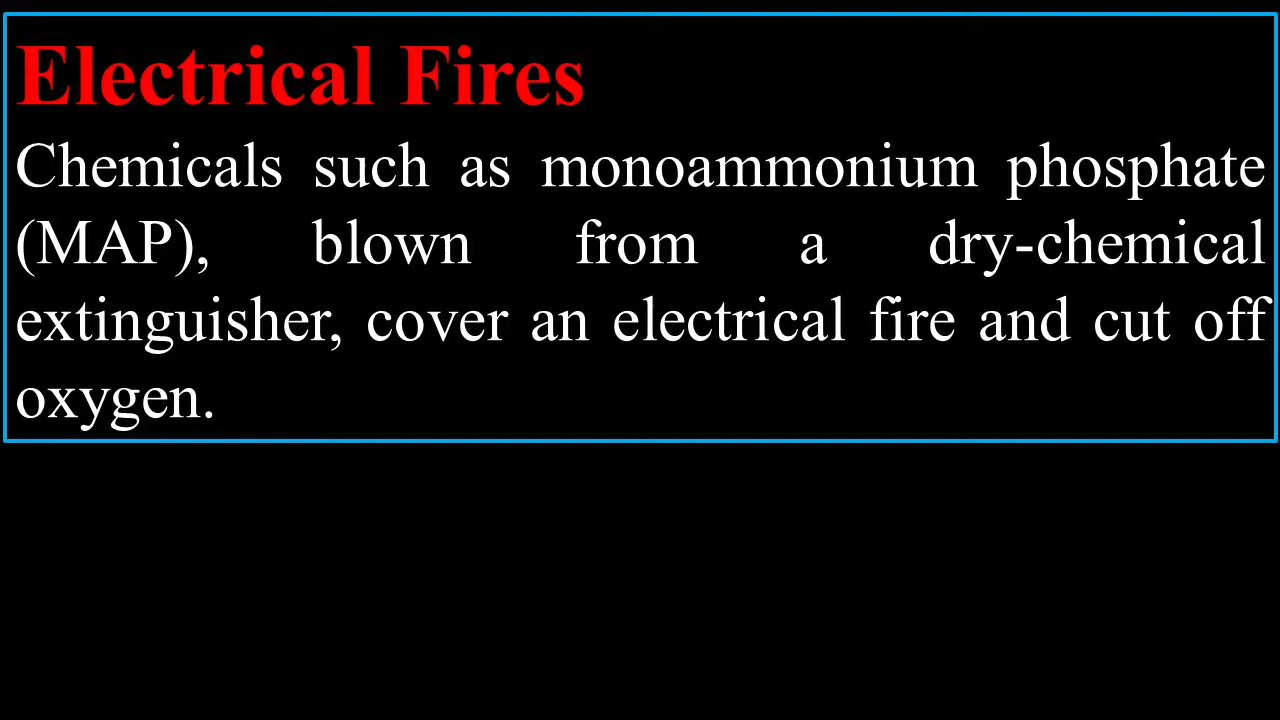 Electrical Fires
Chemicals such as monoammonium phosphate
(MAP), blown from a dry-chemical
extinguisher, cover an electrical fire and cut off
oxygen.